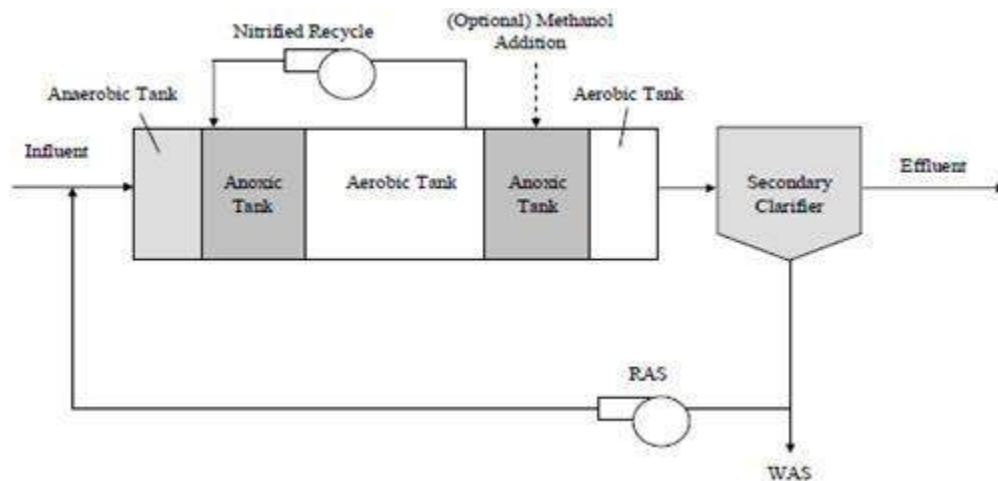 Nitrified Recycle
(Optional) Methanol
Addition
Anaerobic Tank
Aerobic Tank
Influent
Anoxic
Tank
Aerobic Tank
Anoxic
Tank
Secondary
Clarifier
Effluent
RAS
WAS